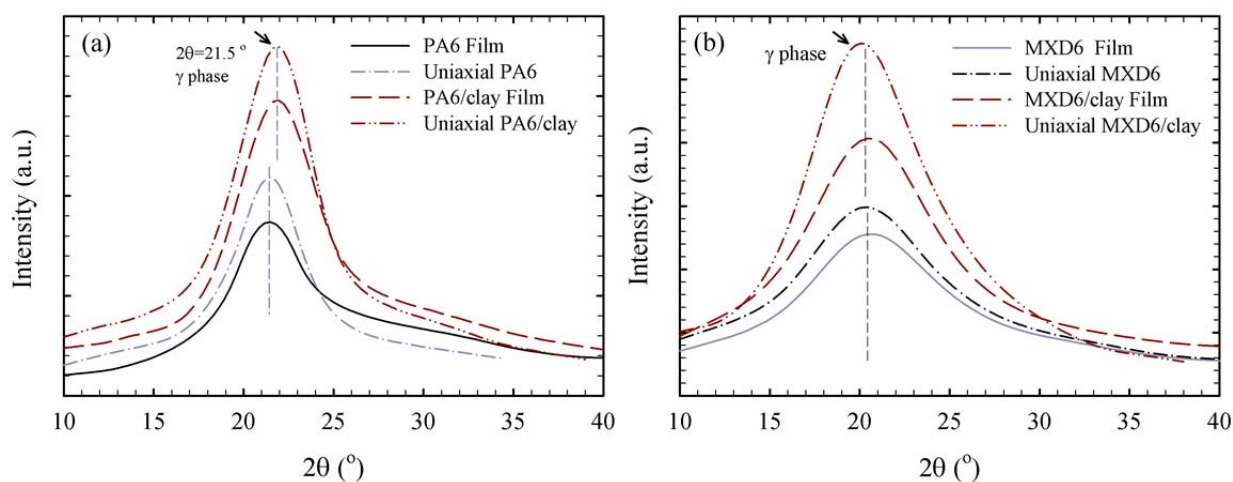 (a)
2θ=21.5 °
γ phase
PA6 Film
Uniaxial PA6
PA6/clay Film
Uniaxial PA6/clay
Intensity (a.u.)
10 15 20 25 30 35 40
2θ (°)
(b)
γ phase
MXD6 Film
Uniaxial MXD6
MXD6/clay Film
Uniaxial MXD6/clay
Intensity (a.u.)
10 15 20 25 30 35 40
2θ (°)